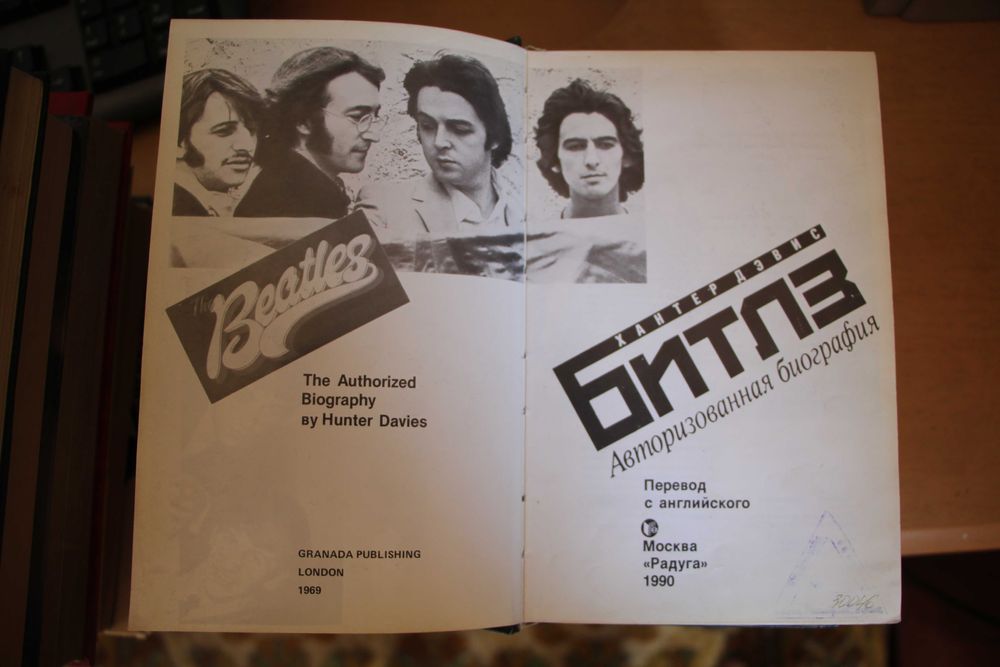 The
Beatles
The Authorized
Biography
ву Hunter Davies
GRANADA PUBLISHING
LONDON
1969
ХАНТЕР ДЭВИС
БИТЛЗ
Авторизованная биография
Перевод
с английского
Москва
«Радуга»
1990